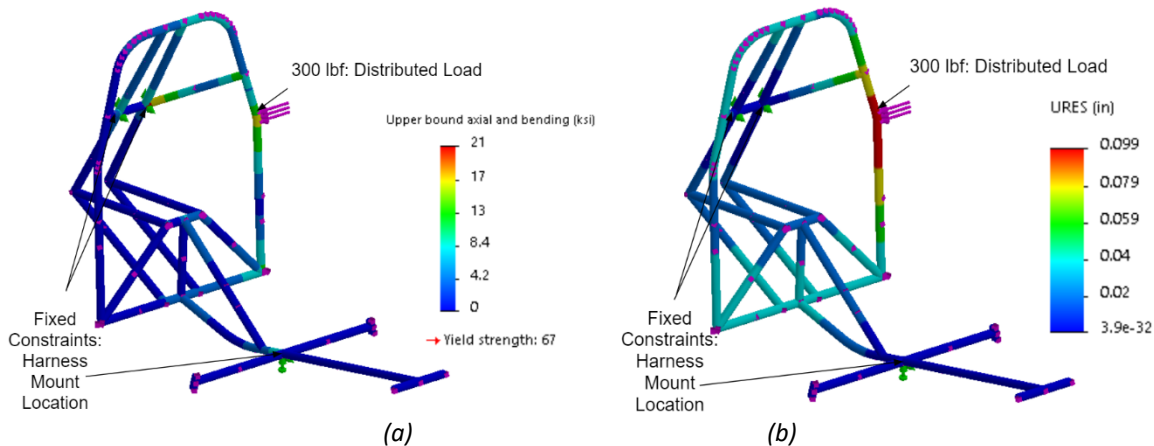 300 lbf: Distributed Load
Upper bound axial and bending (ksi)
21
17
13
8.4
4.2
0
Yield strength: 67
Fixed
Constraints:
Harness
Mount
Location
(a)
300 lbf: Distributed Load
URES (in)
0.099
0.079
0.059
0.04
0.02
3.9e-32
Fixed
Constraints:
Harness
Mount
Location
(b)